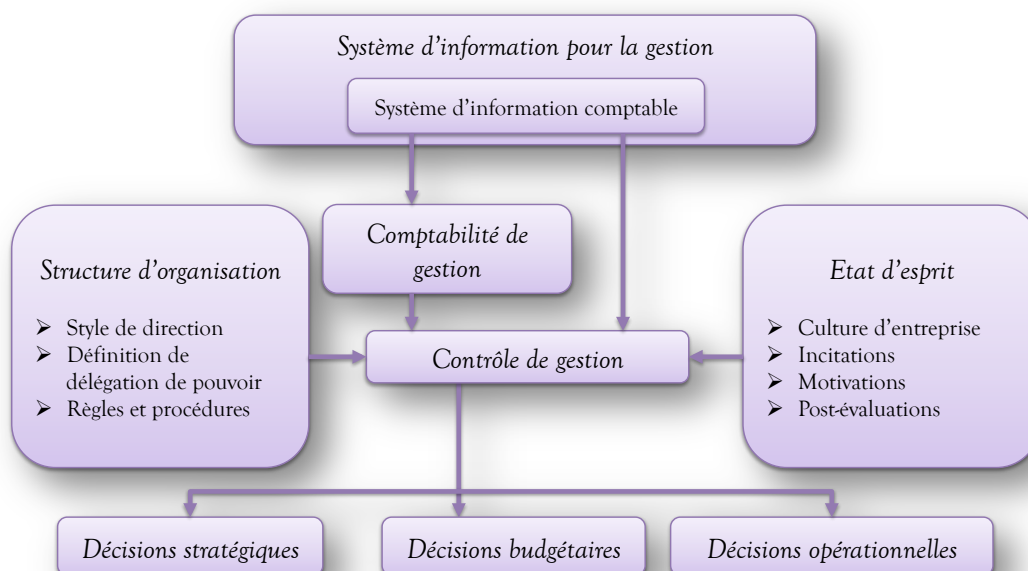 Système d'information pour la gestion
Système d'information comptable
Comptabilité de
gestion
Structure d'organisation
➢ Style de direction
➢ Définition de
délégation de pouvoir
➢ Règles et procédures
Etat d'esprit
➢ Culture d'entreprise
➢ Incitations
➢ Motivations
➢ Post-évaluations
Contrôle de gestion
Décisions stratégiques
Décisions budgétaires
Décisions opérationnelles